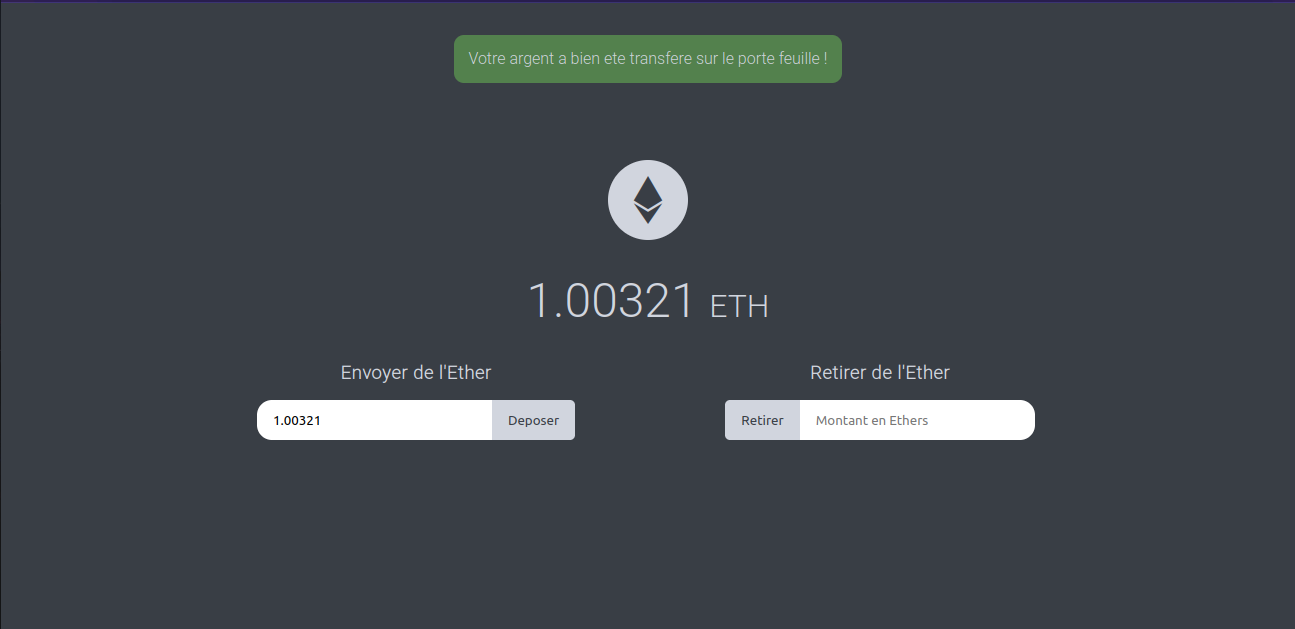 Votre argent a bien ete transfere sur le porte feuille !
1.00321 ETH
Envoyer de l'Ether
Retirer de l'Ether
1.00321 Deposer
Retirer Montant en Ethers